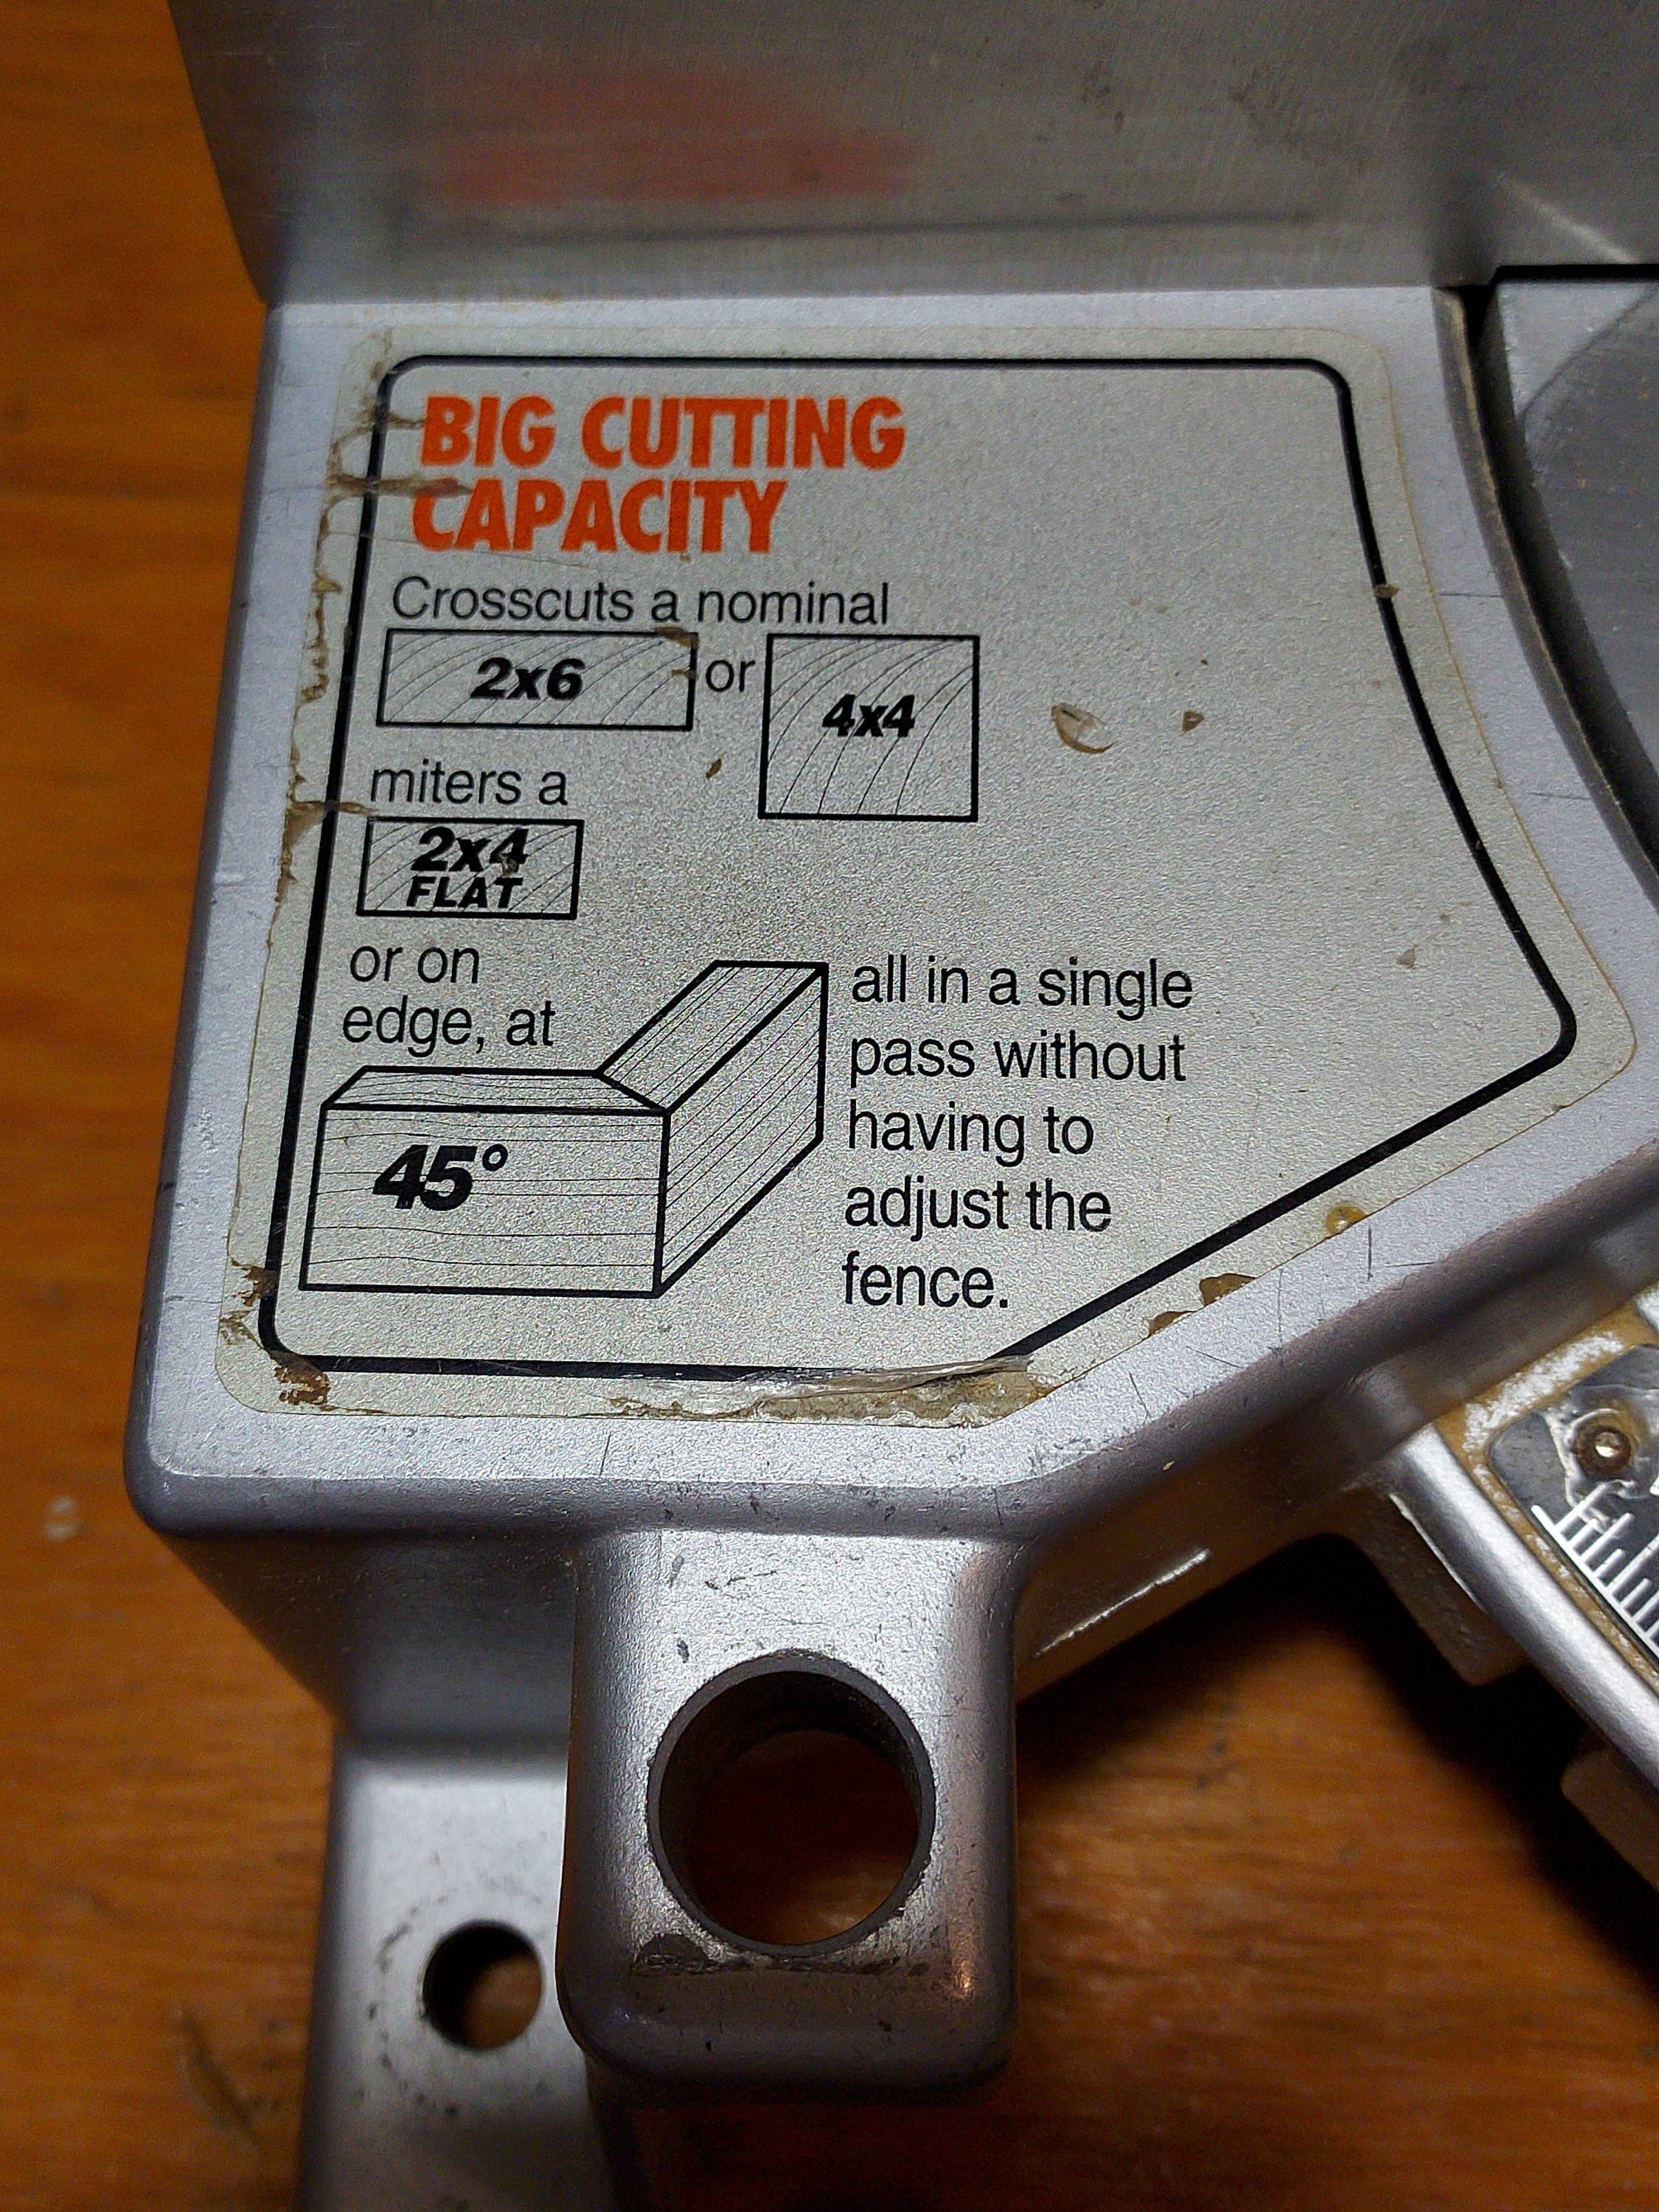 BIG CUTTING
CAPACITY
Crosscuts a nominal
2x6 or 4x4
miters a
2x4
FLAT
or on
edge, at
45°
all in a single
pass without
having to
adjust the
fence.